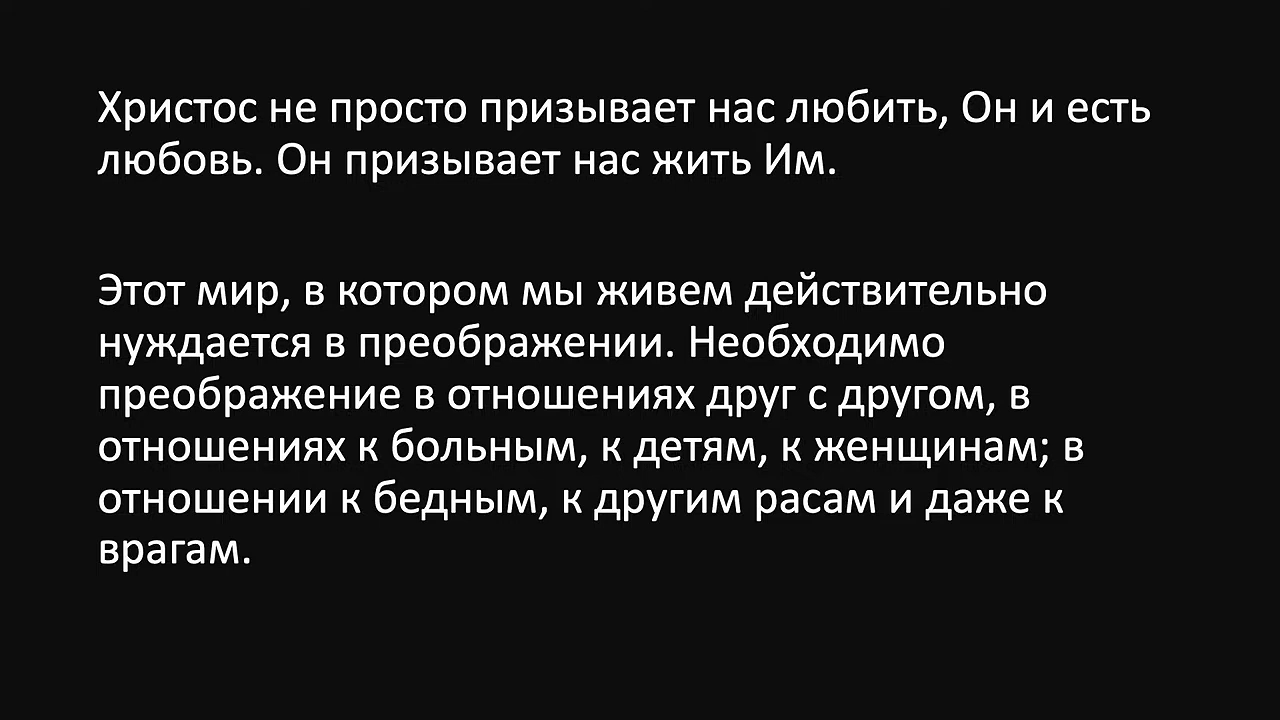 Христос не просто призывает нас любить, Он и есть
любовь. Он призывает нас жить Им.
Этот мир, в котором мы живем действительно
нуждается в преображении. Необходимо
преображение в отношениях друг с другом, в
отношениях к больным, к детям, к женщинам; в
отношении к бедным, к другим расам и даже к
врагам.